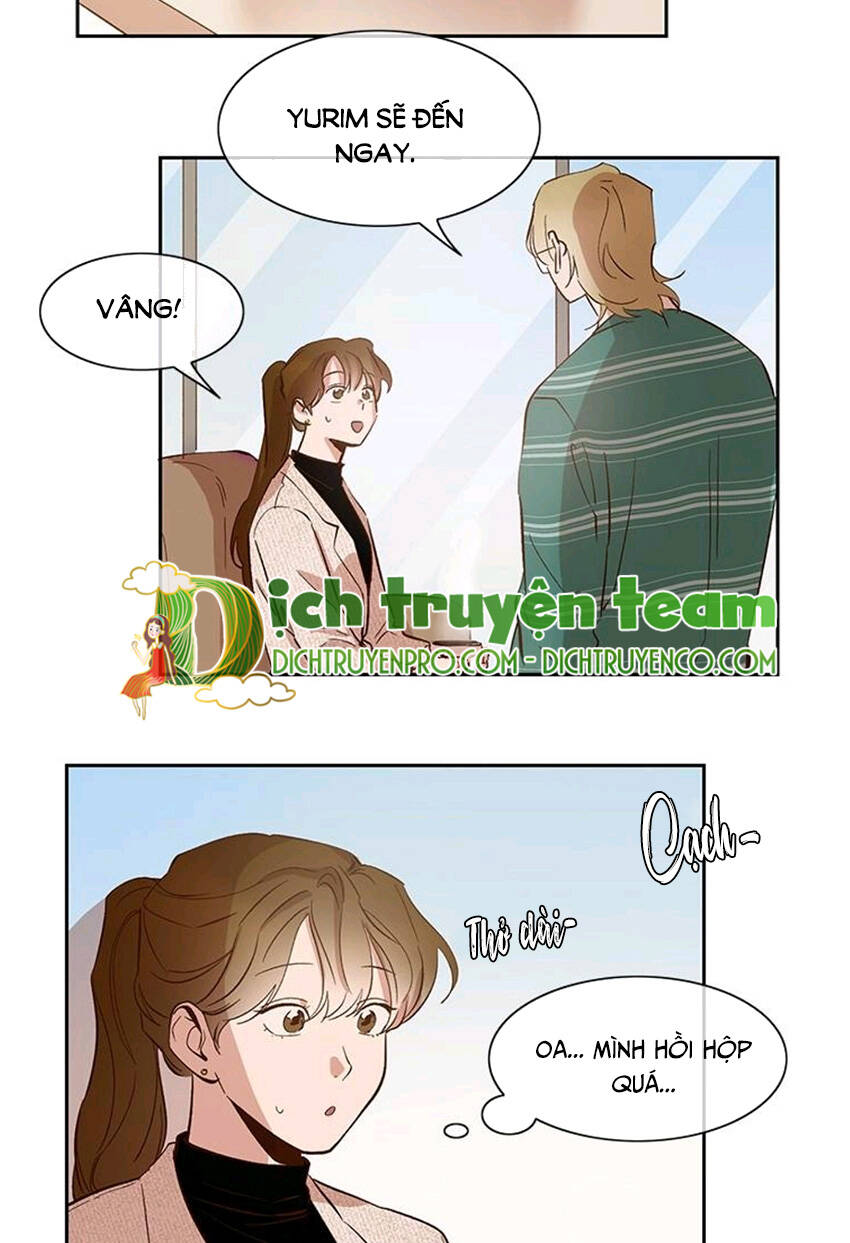 YURIM SẼ ĐẾN
NGAY.
VÂNG!
Dịch truyện team
DICHTRUYENPRO.COM - DICHTRUYENCO.COM
Cạch-
Thở dài-
OA... MÌNH HỒI HỘP
QUÁ...